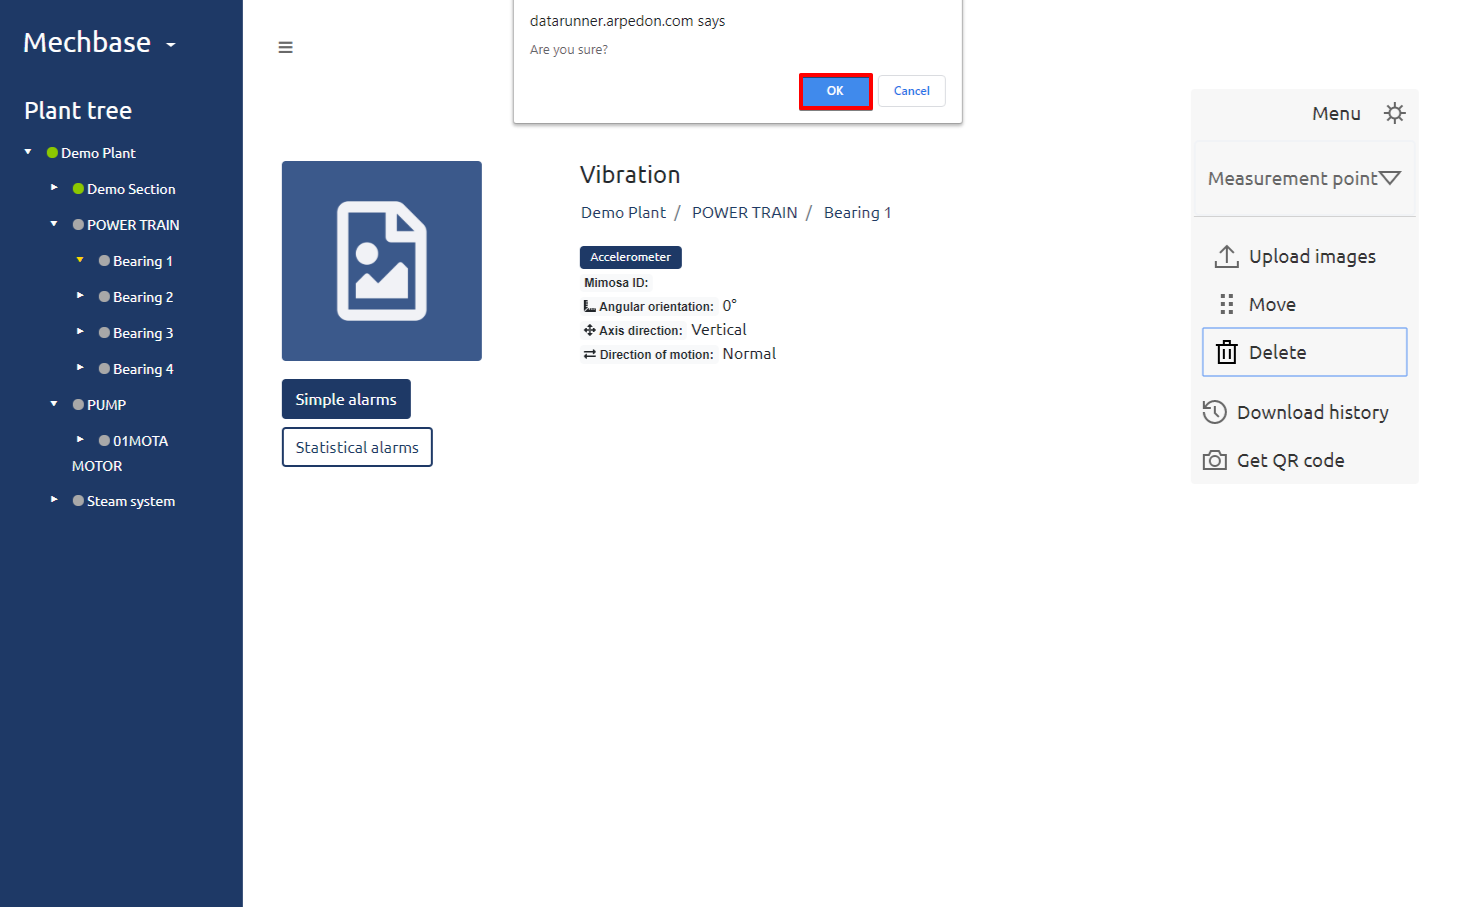 Mechbase
Plant tree
Demo Plant
Demo Section
POWER TRAIN
Bearing 1
Bearing 2
Bearing 3
Bearing 4
PUMP
01MOTA
MOTOR
Steam system
datarunner.arpedon.com says
Are you sure?
OK Cancel
Vibration
Demo Plant / POWER TRAIN / Bearing 1
Accelerometer
Mimosa ID:
Angular orientation: 0°
Axis direction: Vertical
Direction of motion: Normal
Simple alarms
Statistical alarms
Menu
Measurement point
Upload images
Move
Delete
Download history
Get QR code